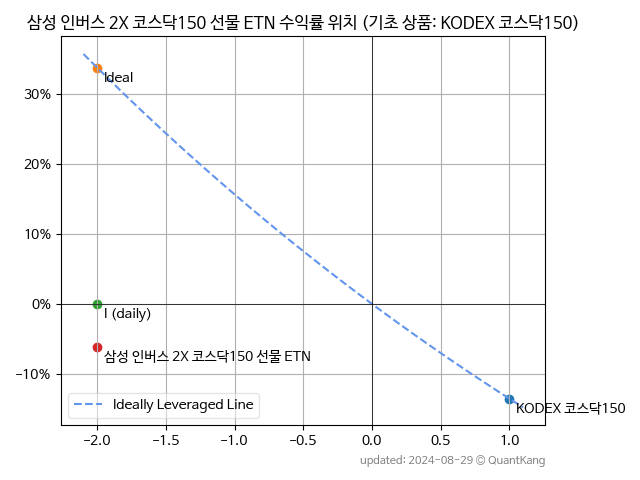 삼성 인버스 2X 코스닥150 선물 ETN 수익률 위치 (기초 상품: KODEX 코스닥150)
Ideal
30%
20%
10%
0%
I (daily)
삼성 인버스 2X 코스닥150 선물 ETN
−10%
KODEX 코스닥150
Ideally Leveraged Line
−2.0 −1.5 −1.0 −0.5 0.0 0.5 1.0
updated: 2024-08-29 © QuantKang